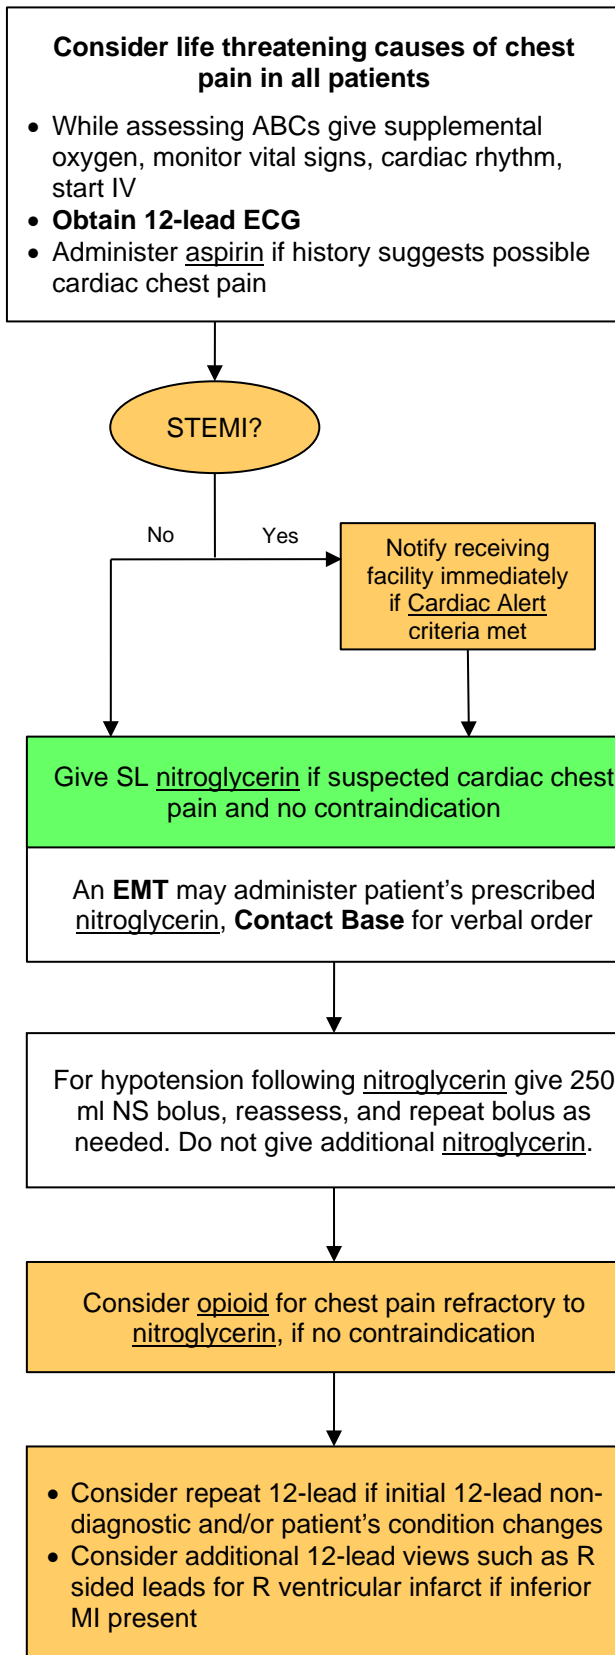 Consider life threatening causes of chest
pain in all patients
• While assessing ABCs give supplemental
oxygen, monitor vital signs, cardiac rhythm,
start IV
• Obtain 12-lead ECG
• Administer aspirin if history suggests possible
cardiac chest pain
STEMI?
No
Yes
Notify receiving
facility immediately
if Cardiac Alert
criteria met
Give SL nitroglycerin if suspected cardiac chest
pain and no contraindication
An EMT may administer patient’s prescribed
nitroglycerin, Contact Base for verbal order
For hypotension following nitroglycerin give 250
ml NS bolus, reassess, and repeat bolus as
needed. Do not give additional nitroglycerin.
Consider opioid for chest pain refractory to
nitroglycerin, if no contraindication
• Consider repeat 12-lead if initial 12-lead non-
diagnostic and/or patient’s condition changes
• Consider additional 12-lead views such as R
sided leads for R ventricular infarct if inferior
MI present